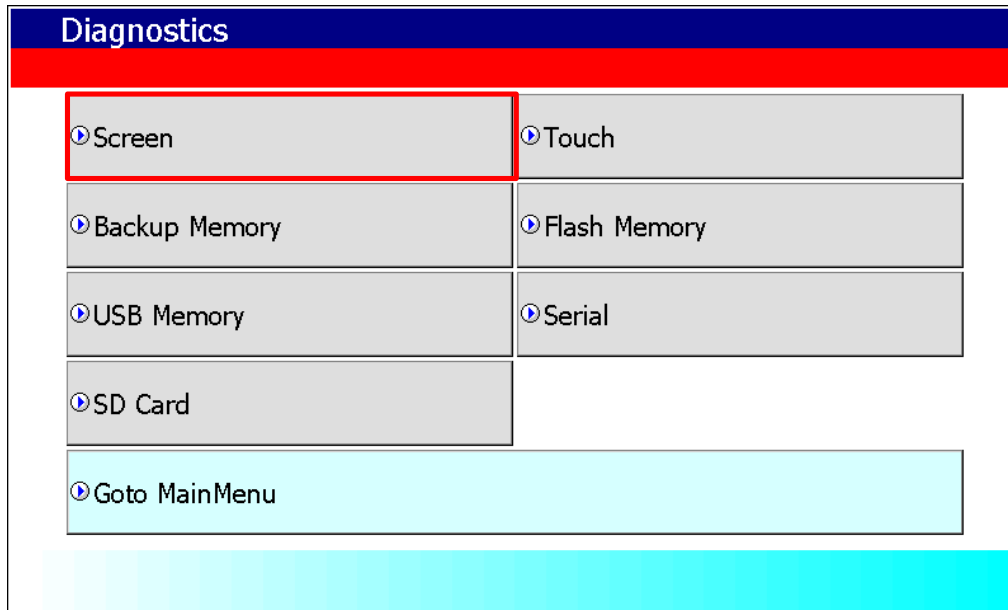 Diagnostics
Screen
Touch
Backup Memory
Flash Memory
USB Memory
Serial
SD Card
Goto MainMenu